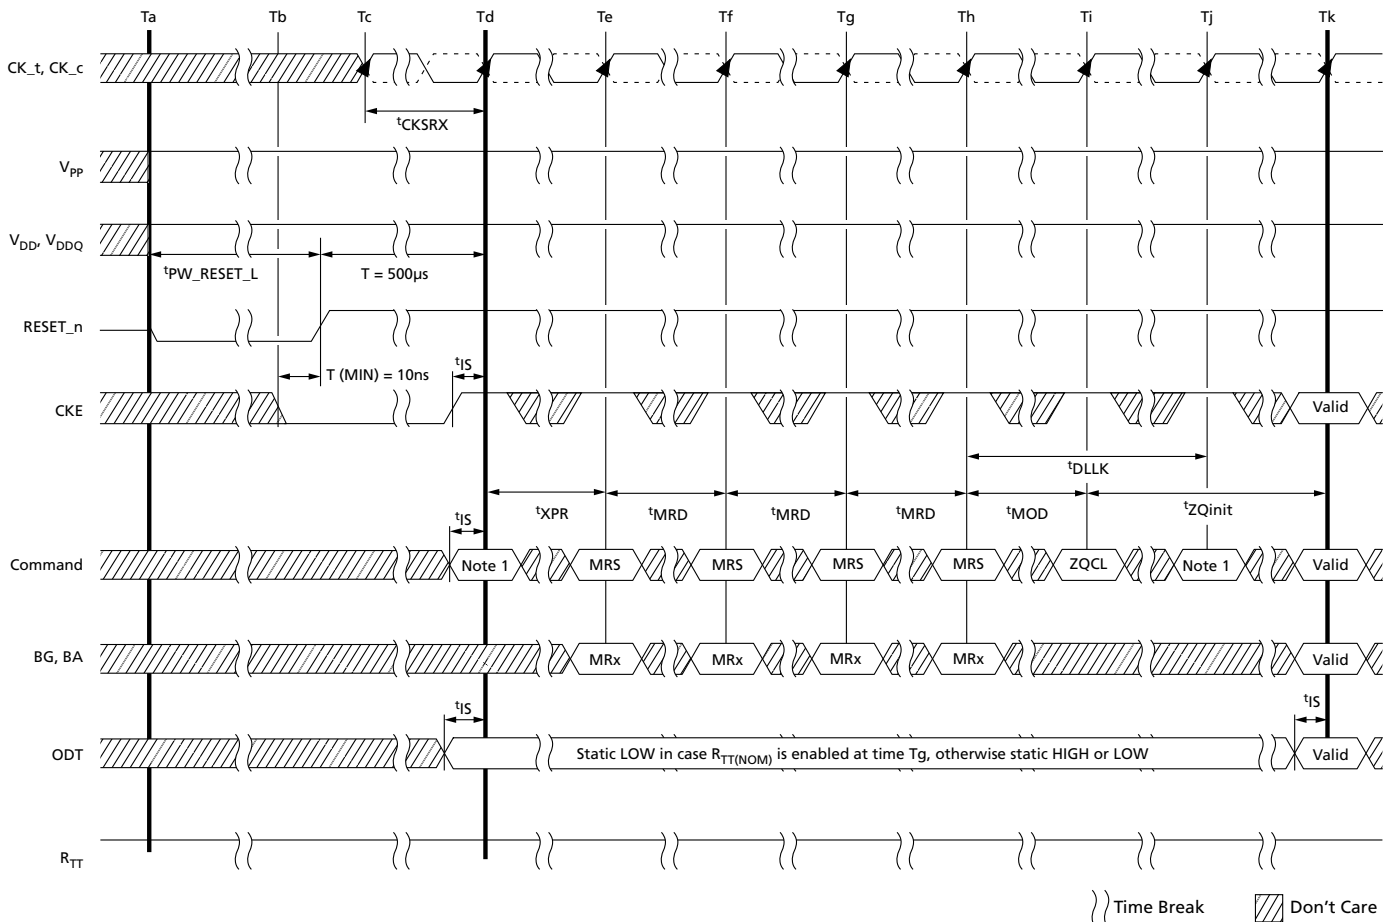 Ta Tb Tc Td Te Tf Tg Th Ti Tj Tk
CK_t, CK_c
tCKSRX
VPP
VDD, VDDQ
tPW_RESET_L T = 500µs
RESET_n
T (MIN) = 10ns tIS
CKE Valid
tDLLK
tXPR tMRD tMRD tMRD tMOD tZQinit
tIS
Command Note 1 MRS MRS MRS MRS ZQCL Note 1 Valid
BG, BA MRx MRx MRx MRx Valid
tIS tIS
ODT Static LOW in case RTT(NOM) is enabled at time Tg, otherwise static HIGH or LOW Valid
RTT
Time Break Don't Care